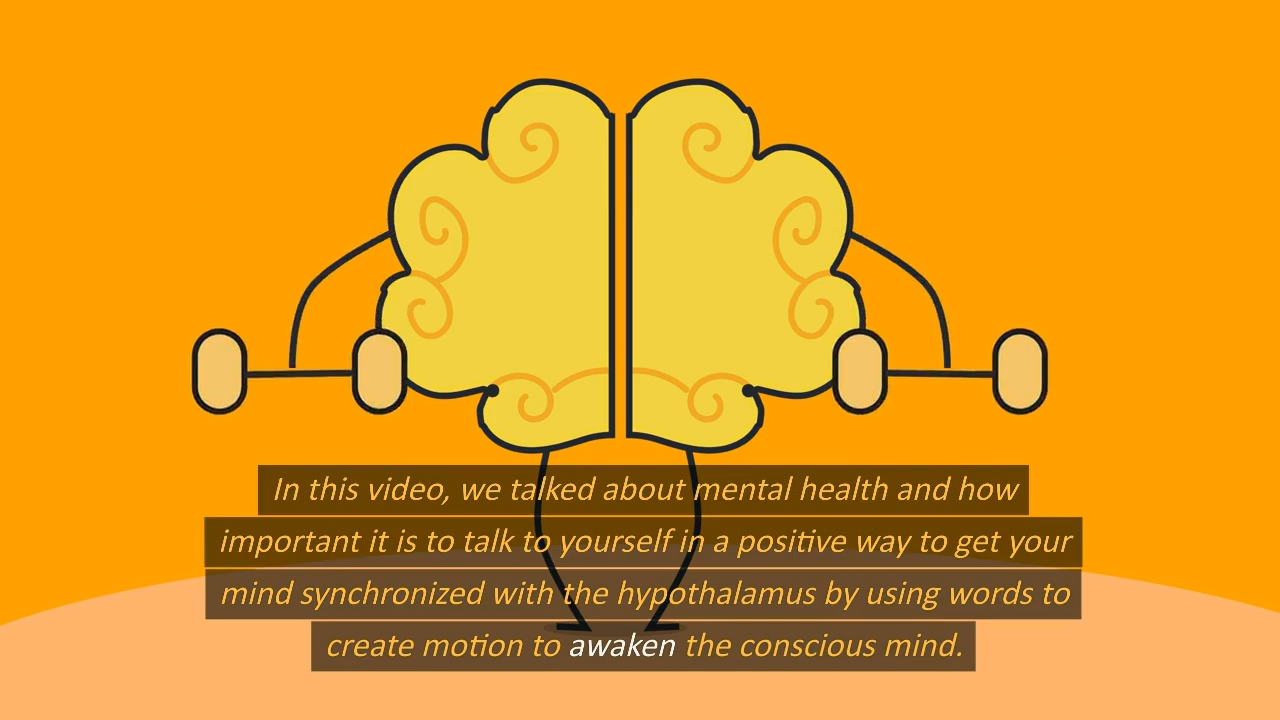 In this video, we talked about mental health and how
important it is to talk to yourself in a positive way to get your
mind synchronized with the hypothalamus by using words to
create motion to awaken the conscious mind.